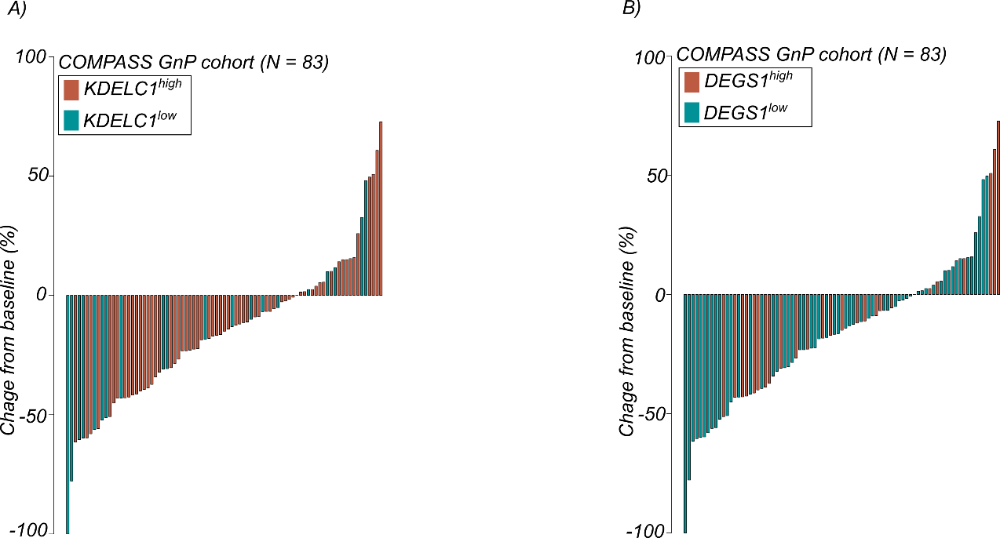 A)
COMPASS GnP cohort (N = 83)
KDELC1high
KDELC1low
100
50
0
-50
-100
Chage from baseline (%)
B)
COMPASS GnP cohort (N = 83)
DEGS1high
DEGS1low
100
50
0
-50
-100
Chage from baseline (%)